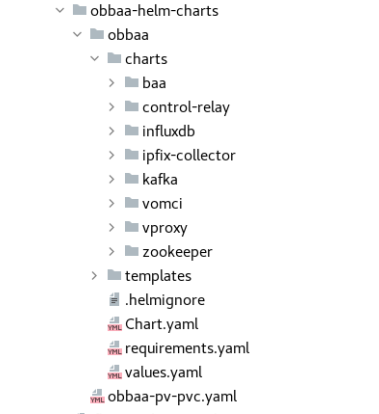 obbaa-helm-charts
obbaa
charts
baa
control-relay
influxdb
ipfix-collector
kafka
vomci
vproxy
zookeeper
templates
.helmignore
Chart.yaml
requirements.yaml
values.yaml
obbaa-pv-pvc.yaml